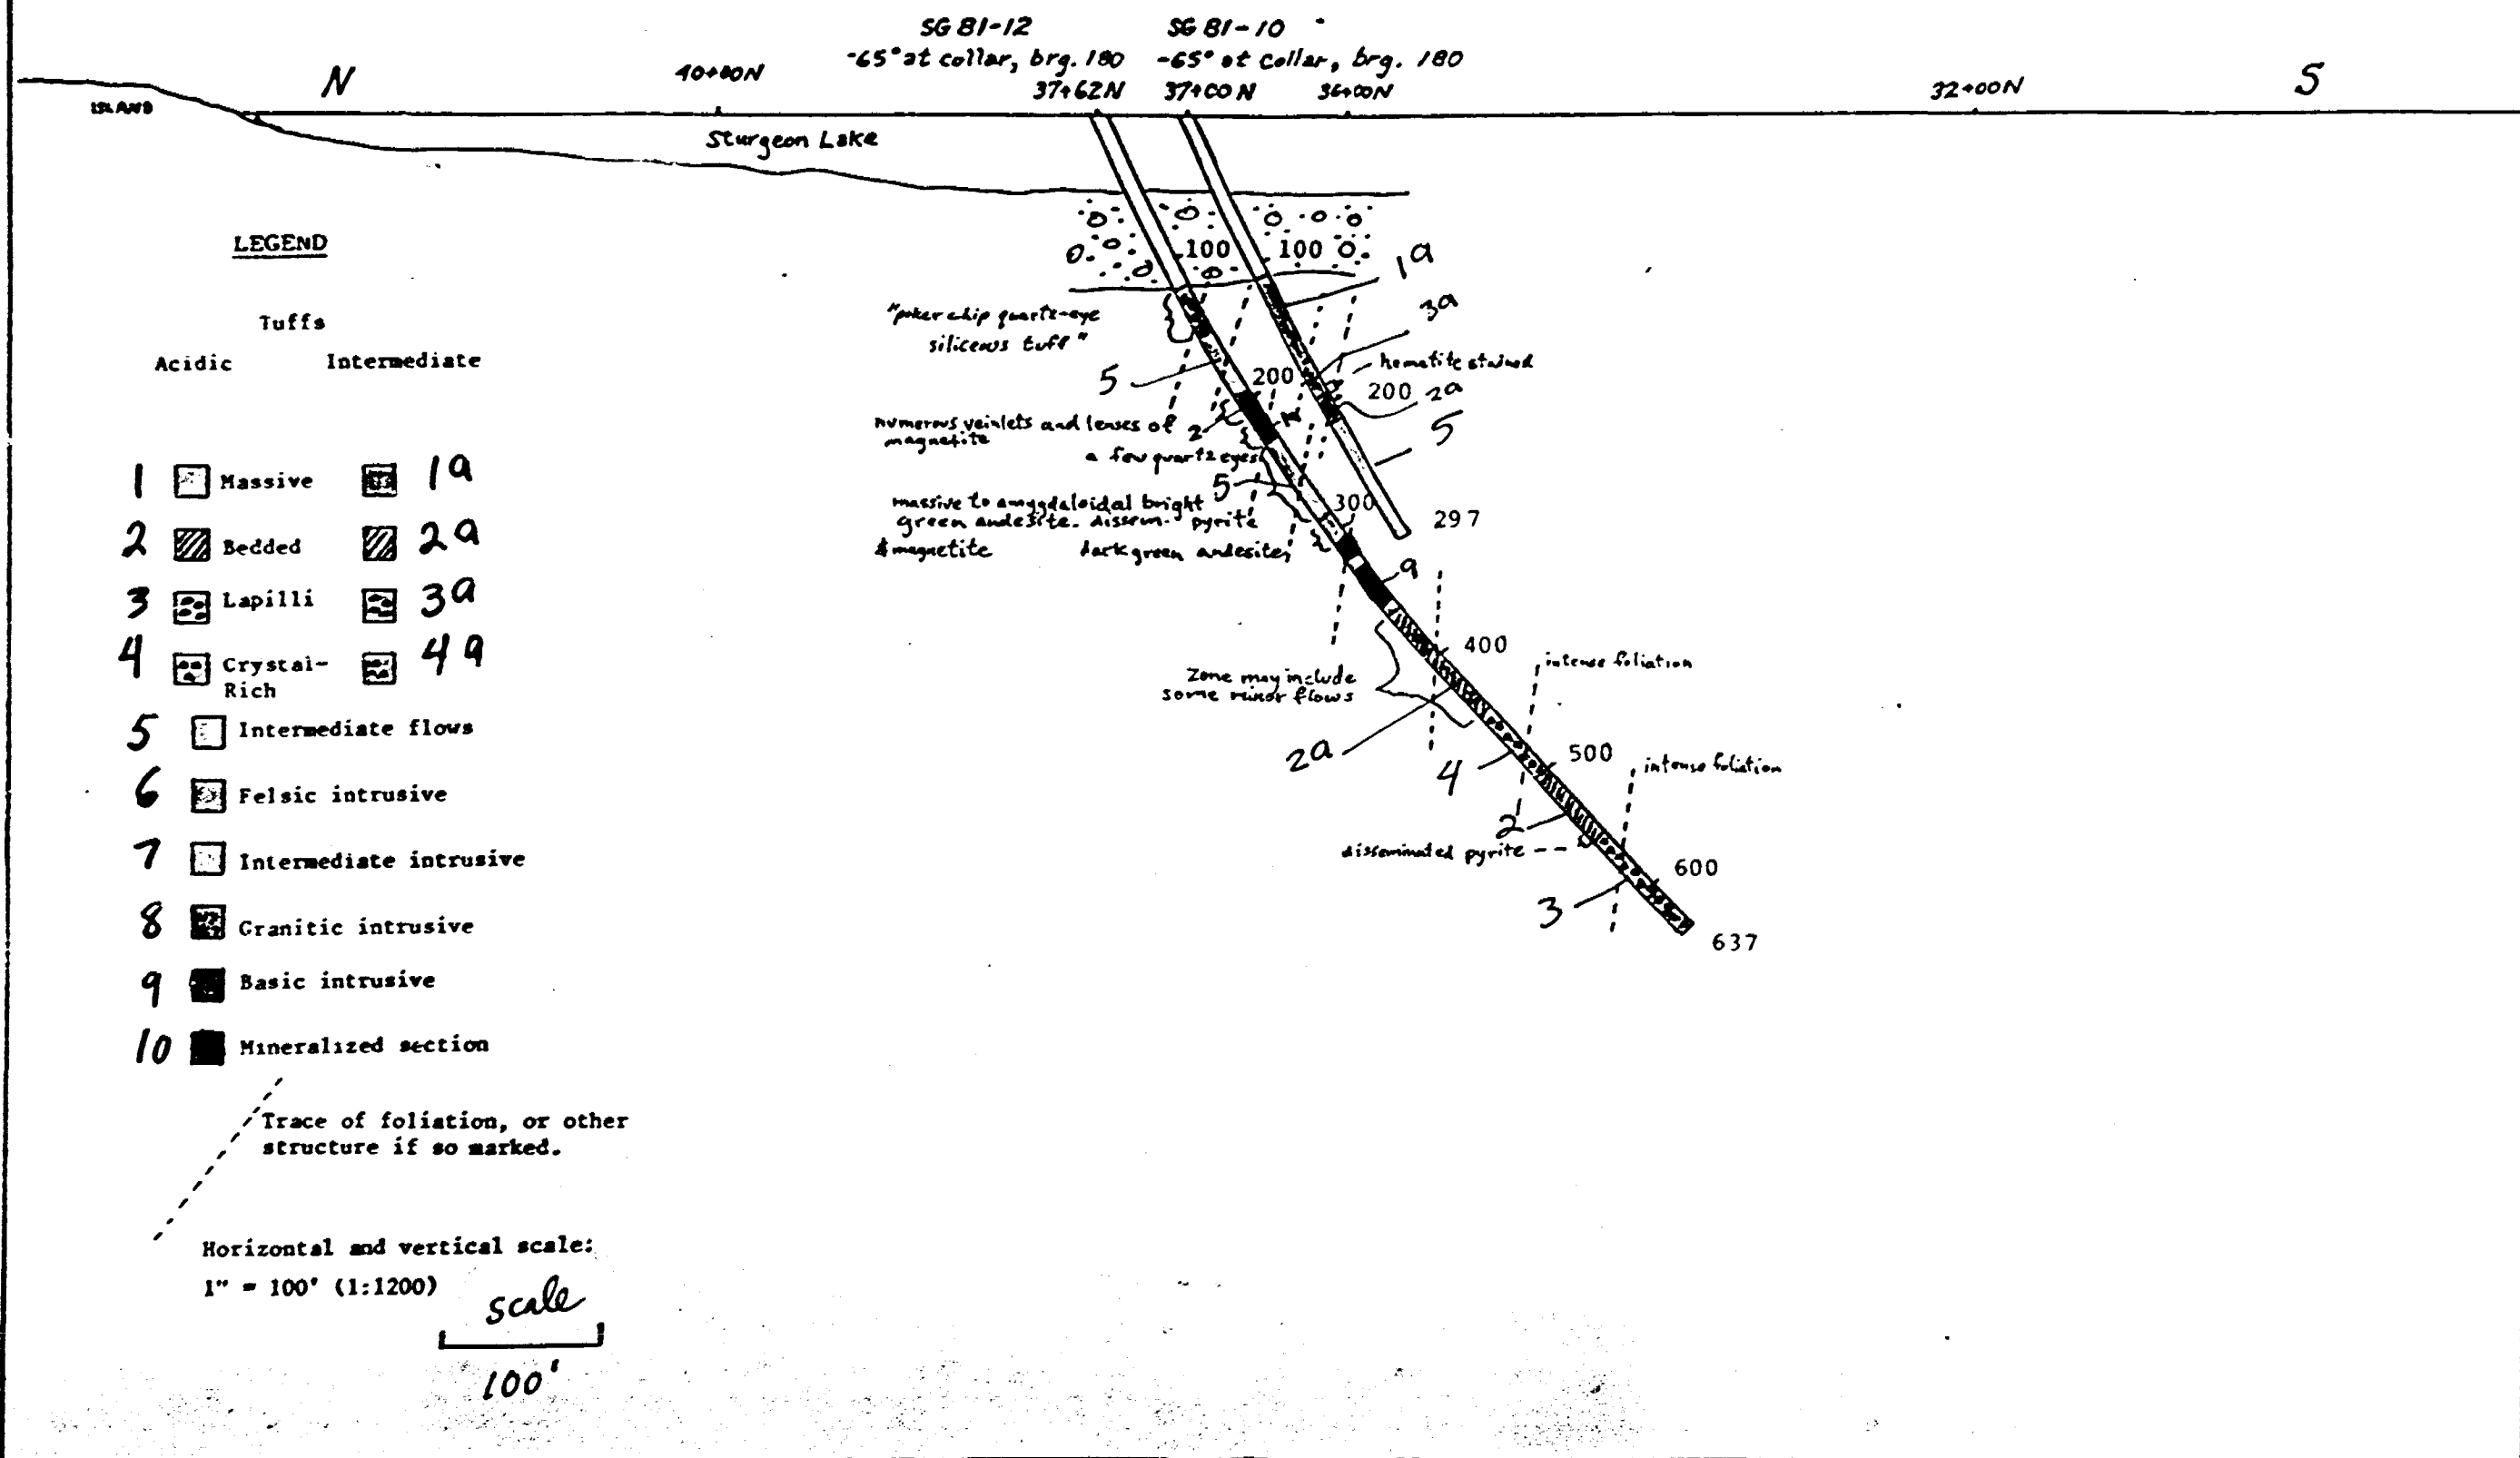 SG 81-12
-65° at collar, brg. 180
SG 81-10
-65° at collar, brg. 180
N
40+00N
37+62N
37+00N
36+00N
32+00N
S
ISLAND
Sturgeon Lake
LEGEND
Tuffs
Acidic Intermediate
1 Massive 1a
2 Bedded 2a
3 Lapilli 3a
4 Crystal-
Rich 4a
5 Intermediate flows
6 Felsic intrusive
7 Intermediate intrusive
8 Granitic intrusive
9 Basic intrusive
10 Mineralized section
Trace of foliation, or other
structure if so marked.
Horizontal and vertical scale:
1" = 100' (1:1200)
scale
100'
100
100
1a
"poker chip quartz-eye
siliceous tuff"
3a
hematite stained
5
200
200
2a
numerous veinlets and lenses of
magnetite
2
5
a few quartz eyes
5
massive to amygdaloidal bright
green andesite. dissem. pyrite
& magnetite
300
297
dark green andesite
9
400
intense foliation
Zone may include
some minor flows
2a
4
500
intense foliation
2
disseminated pyrite --
600
3
637